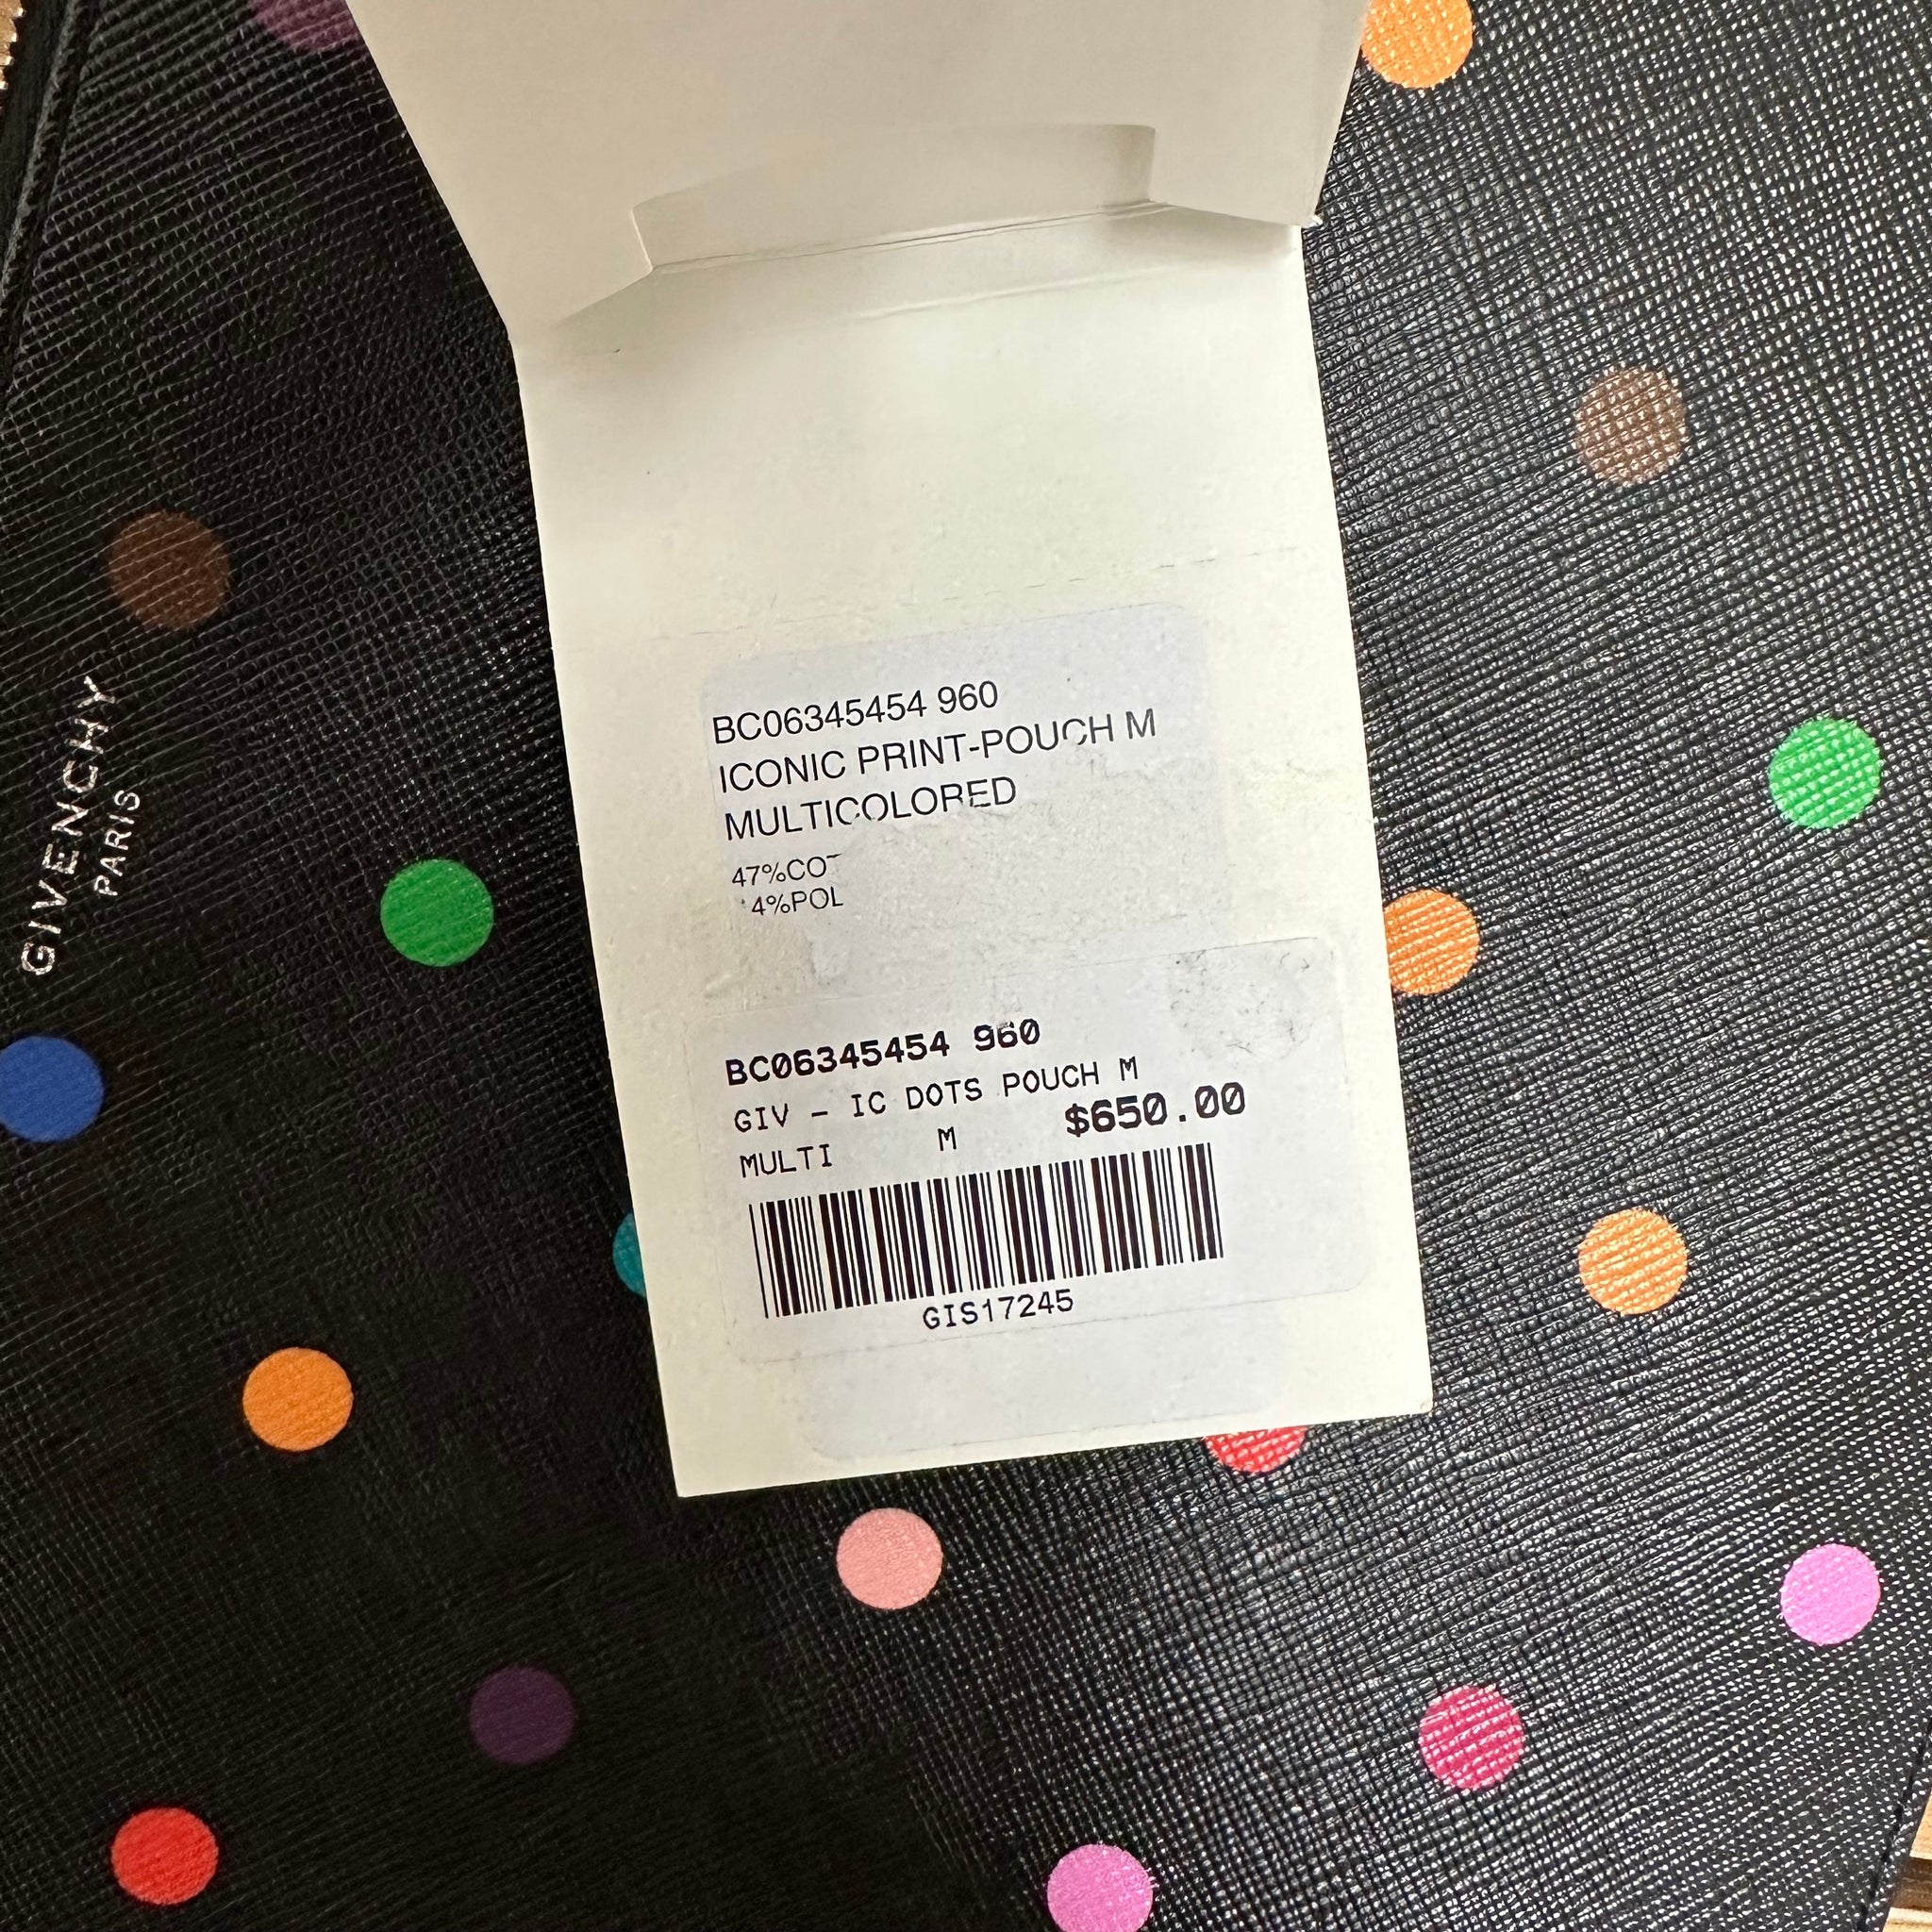 GIVENCHY
PARIS
BC06345454 960
ICONIC PRINT-POUCH M
MULTICOLORED
47%CO
4%POL
BC06345454 960
GIV - IC DOTS POUCH M
MULTI M $650.00
GIS17245